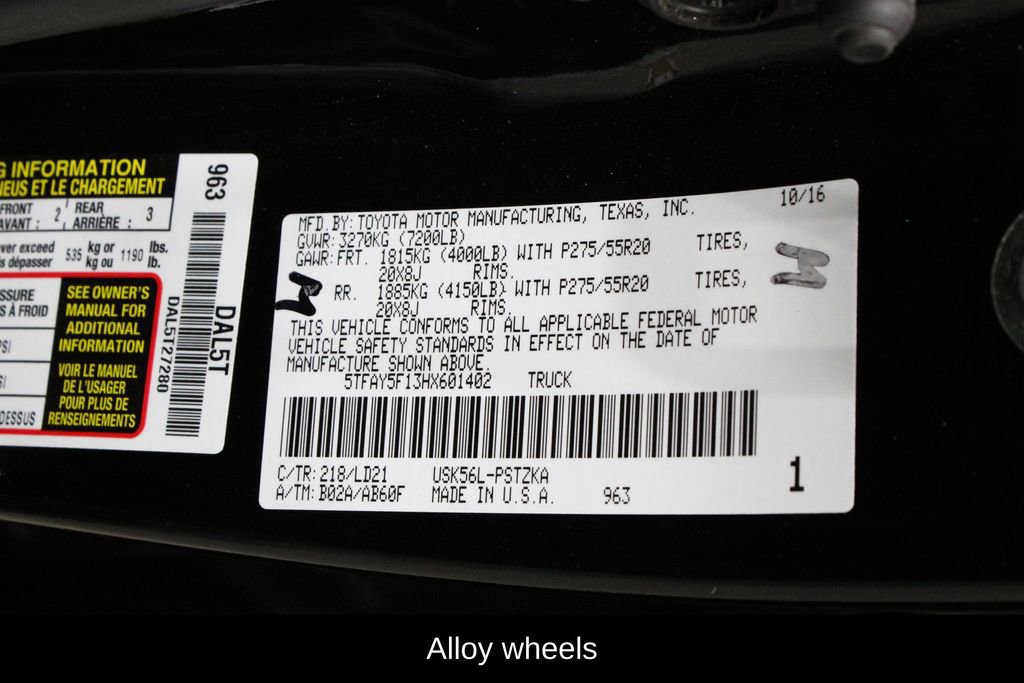 G INFORMATION
NEUS ET LE CHARGEMENT
FRONT 2 REAR 3
AVANT : ARRIÈRE :
ver exceed 535 kg or 1190 lbs.
is dépasser kg ou lb.
SSURE
S À FROID
PSI
SI
DESSUS
SEE OWNER'S
MANUAL FOR
ADDITIONAL
INFORMATION
VOIR LE MANUEL
DE L'USAGER
POUR PLUS DE
RENSEIGNEMENTS
963
DAL5T
DAL5T27280
10/16
MFD.BY:TOYOTA MOTOR MANUFACTURING, TEXAS, INC.
GVWR:3270KG (7200LB)
GAWR:FRT. 1815KG (4000LB) WITH P275/55R20 TIRES,
20X8J RIMS.
RR. 1885KG (4150LB) WITH P275/55R20 TIRES,
20X8J RIMS.
THIS VEHICLE CONFORMS TO ALL APPLICABLE FEDERAL MOTOR
VEHICLE SAFETY STANDARDS IN EFFECT ON THE DATE OF
MANUFACTURE SHOWN ABOVE.
5TFAY5F13HX601402 TRUCK
C/TR:218/LD21 USK56L-PSTZKA
A/TM:B02A/AB60F MADE IN U.S.A. 963
1
Alloy wheels